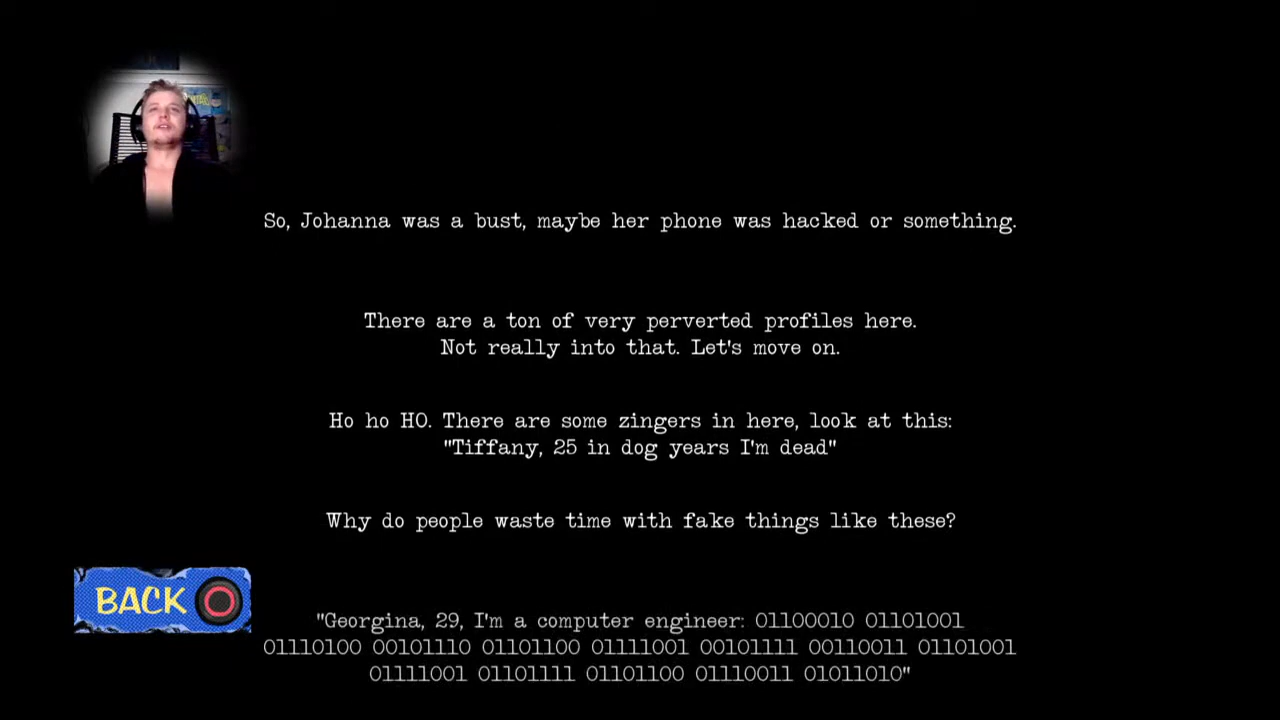 So, Johanna was a bust, maybe her phone was hacked or something.
There are a ton of very perverted profiles here.
Not really into that. Let's move on.
Ho ho HO. There are some zingers in here, look at this:
"Tiffany, 25 in dog years I'm dead"
Why do people waste time with fake things like these?
BACK
"Georgina, 29, I'm a computer engineer: 01100010 01101001
01110100 00101110 01101100 01111001 00101111 00110011 01101001
01111001 01101111 01101100 01110011 01011010"